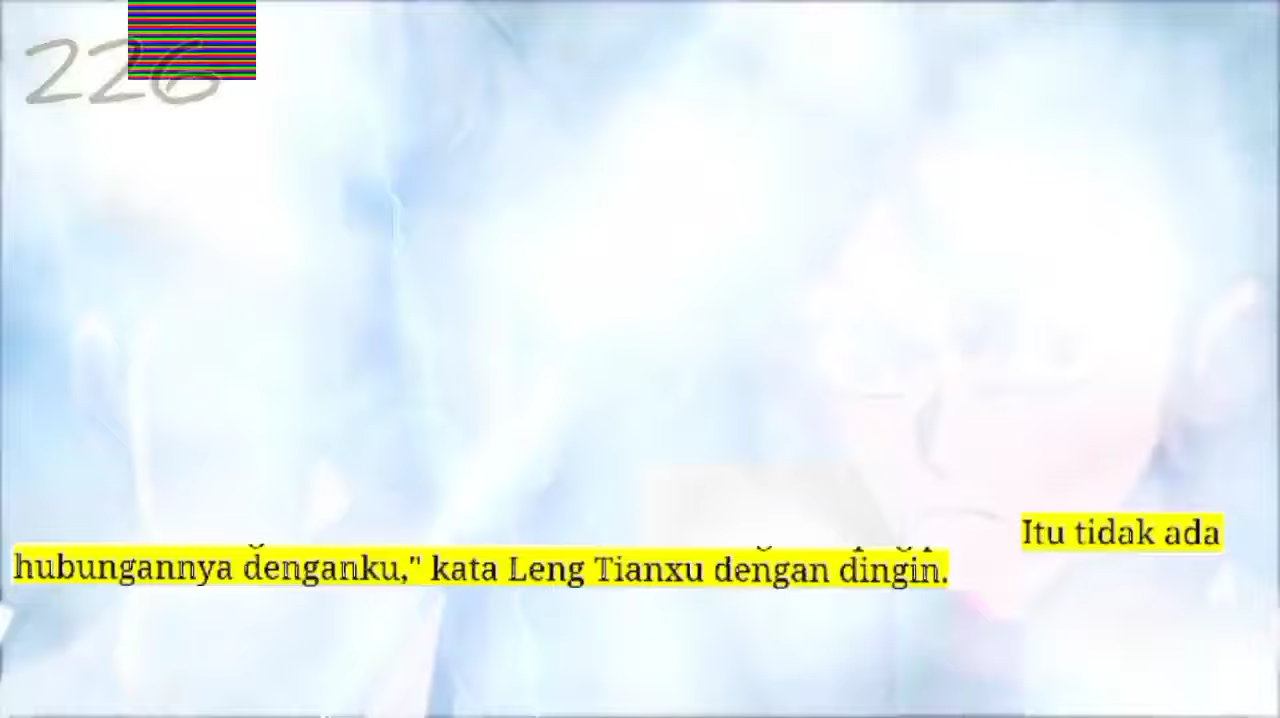 226
Itu tidak ada
hubungannya denganku," kata Leng Tianxu dengan dingin.